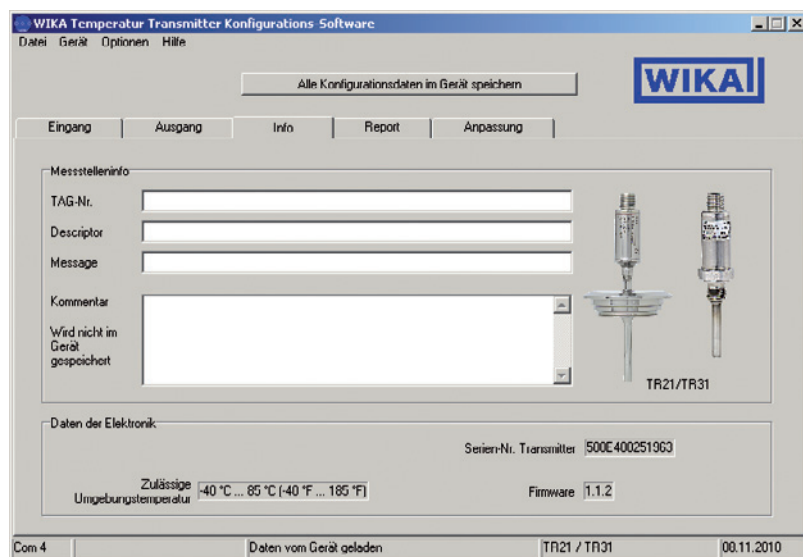 WIKA Temperatur Transmitter Konfigurations-Software
Datei Gerät Optionen Hilfe
Alle Konfigurationsdaten im Gerät speichern
WIKA
Eingang Ausgang Info Report Anpassung
Messstelleninfo
TAG-Nr.
Descriptor
Message
Kommentar
Wird nicht im
Gerät
gespeichert
TR21/TR31
Daten der Elektronik
Serien-Nr. Transmitter 500E400251963
Zulässige
Umgebungstemperatur -40 °C ... 85 °C (-40 °F ... 185 °F)
Firmware 1.1.2
Com 4 Daten vom Gerät geladen TR21 / TR31 08.11.2010